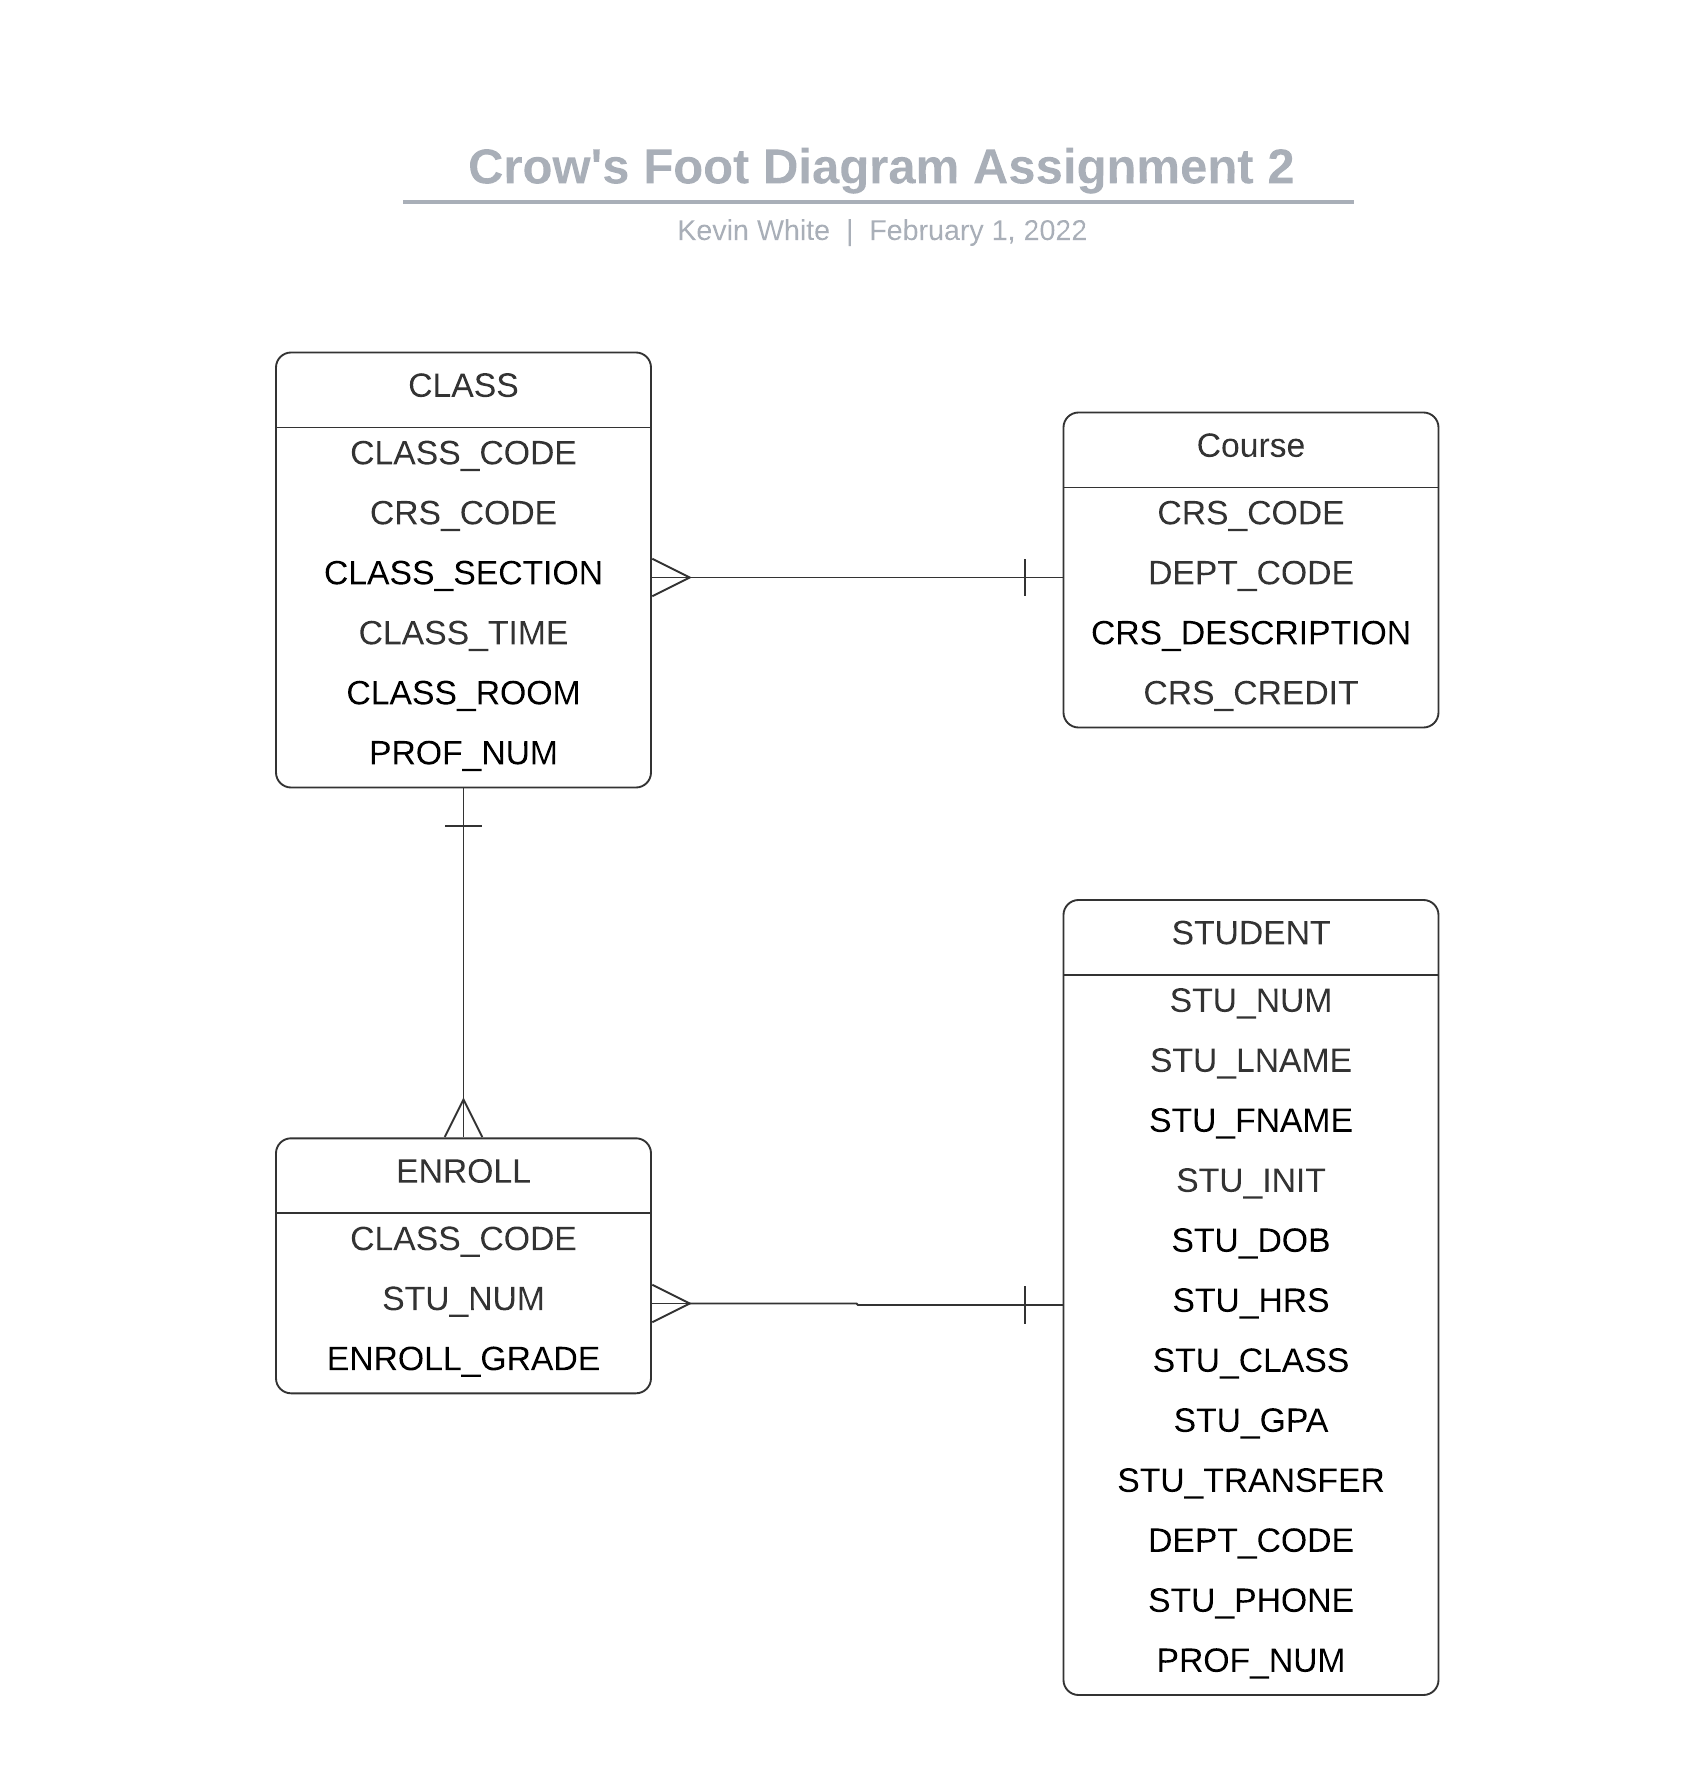 Crow's Foot Diagram Assignment 2
Kevin White | February 1, 2022
CLASS
CLASS_CODE
CRS_CODE
CLASS_SECTION
CLASS_TIME
CLASS_ROOM
PROF_NUM
Course
CRS_CODE
DEPT_CODE
CRS_DESCRIPTION
CRS_CREDIT
ENROLL
CLASS_CODE
STU_NUM
ENROLL_GRADE
STUDENT
STU_NUM
STU_LNAME
STU_FNAME
STU_INIT
STU_DOB
STU_HRS
STU_CLASS
STU_GPA
STU_TRANSFER
DEPT_CODE
STU_PHONE
PROF_NUM